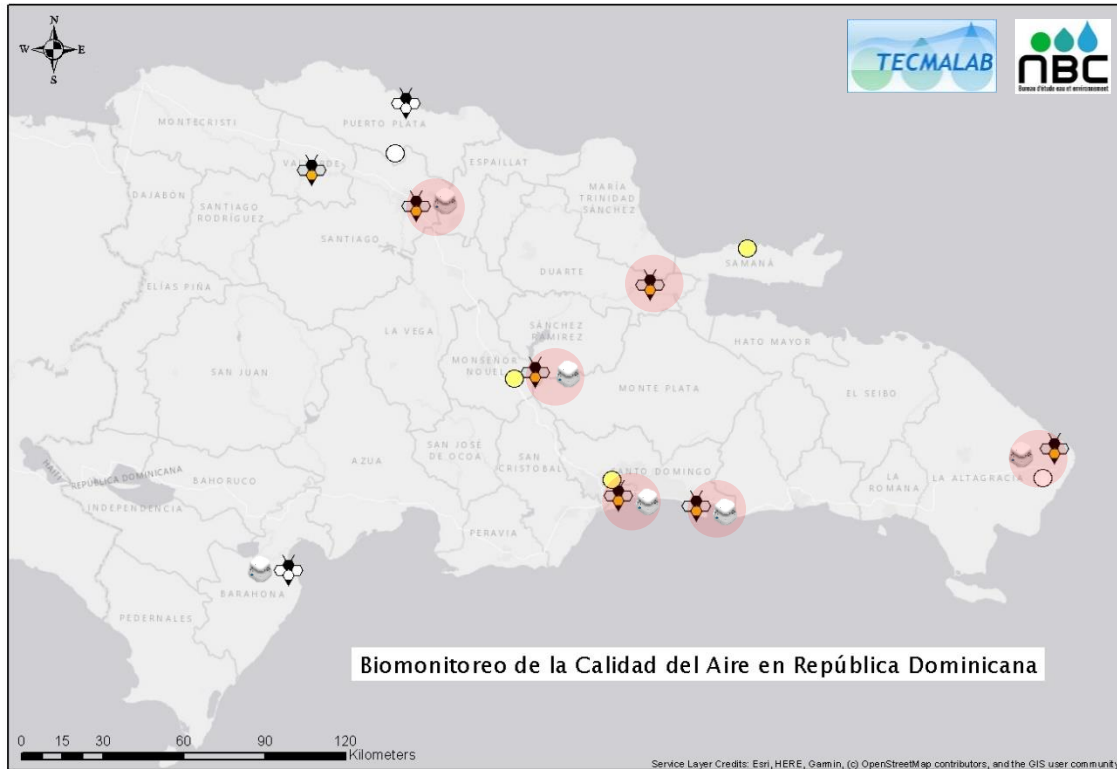 N
W E
S
TECMALAB
NBC
Bureau d'étude eau et environnement
MONTECRISTI
PUERTO PLATA
ESPAILLAT
DAJABÓN
SANTIAGO
RODRÍGUEZ
MARÍA
TRINIDAD
SÁNCHEZ
SANTIAGO
SAMANÁ
DUARTE
ELÍAS PIÑA
LA VEGA
SÁNCHEZ
RAMÍREZ
HATO MAYOR
SAN JUAN
MONSEÑOR
NOUEL
MONTE PLATA
EL SEIBO
SAN JOSÉ
DE OCOA
AZUA
SAN
CRISTOBAL
HAITÍ
REPÚBLICA DOMINICANA
BAHORUCO
LA
ROMANA
LA ALTAGRACIA
INDEPENDENCIA
PERAVIA
BARAHONA
PEDERNALES
Biomonitoreo de la Calidad del Aire en República Dominicana
0 15 30 60 90 120
Kilometers
Service Layer Credits: Esri, HERE, Garmin, (c) OpenStreetMap contributors, and the GIS user community